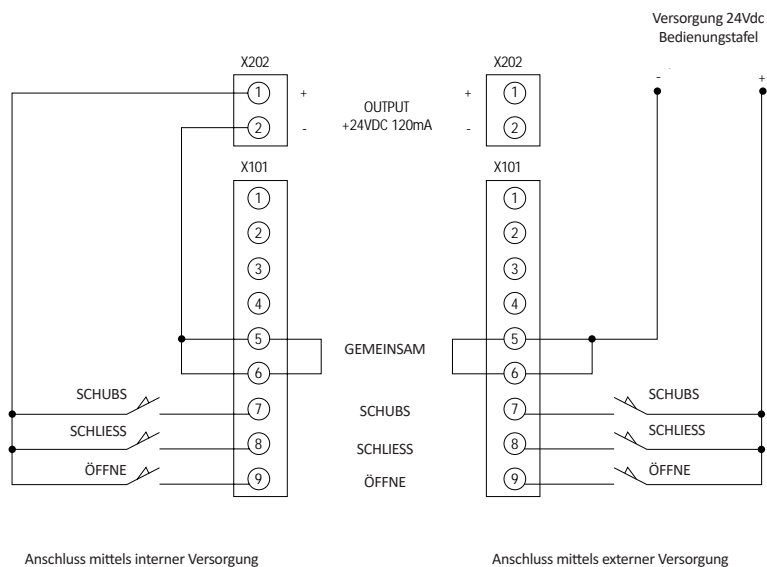 Versorgung 24Vdc
Bedienungstafel
X202
X202
-
+
1
+
OUTPUT
+
1
2
-
+24VDC 120mA
-
2
X101
X101
1
1
2
2
3
3
4
4
5
5
GEMEINSAM
6
6
SCHUBS
7
SCHUBS
7
SCHUBS
SCHLIESS
8
SCHLIESS
8
SCHLIESS
ÖFFNE
9
ÖFFNE
9
ÖFFNE
Anschluss mittels interner Versorgung
Anschluss mittels externer Versorgung